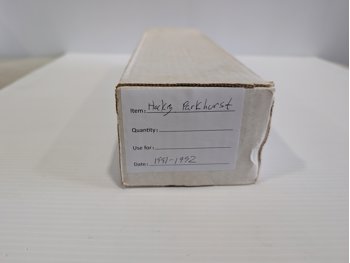 Item: Hockey Parkhurst
Quantity:
Use for:
Date: 1991-1992